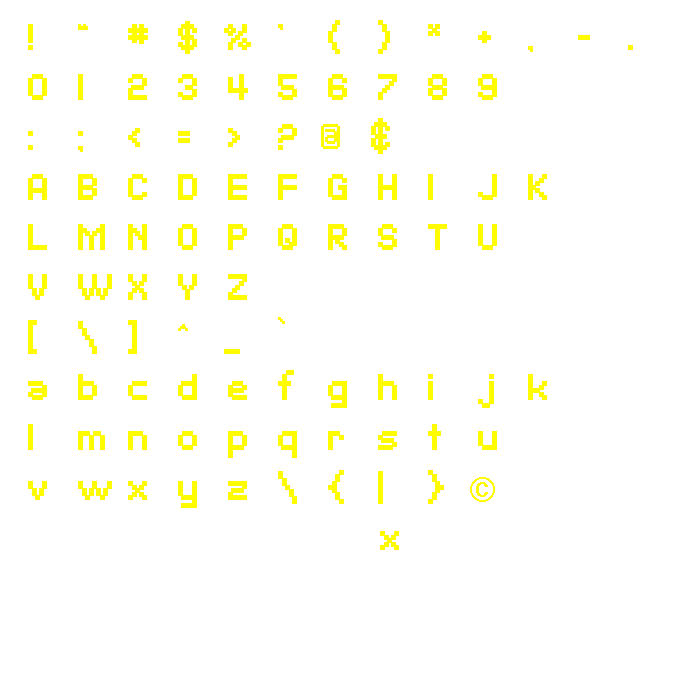 ! " # $ % ' ( ) * + , - .
0 1 2 3 4 5 6 7 8 9
: ; < = > ? @ $
A B C D E F G H I J K
L M N O P Q R S T U
V W X Y Z
[ \ ] ^ _ `
a b c d e f g h i j k
l m n o p q r s t u
v w x y z \ { | } ©
x